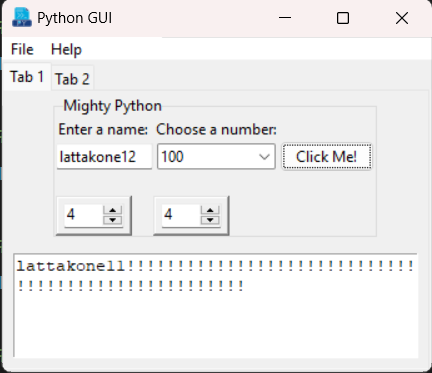 Python GUI
File Help
Tab 1 Tab 2
Mighty Python
Enter a name: Choose a number:
lattakone12 100 Click Me!
4 4
lattakonell!!!!!!!!!!!!!!!!!!!!!!!!!!!!!
!!!!!!!!!!!!!!!!!!!!!!!